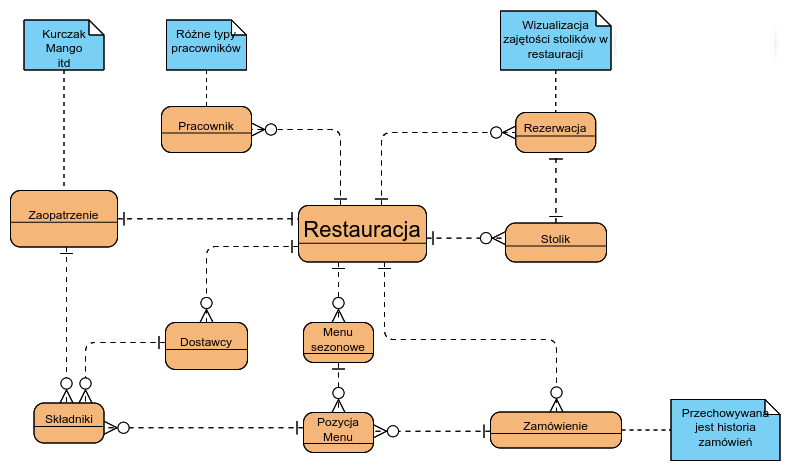 Kurczak
Mango
itd
Różne typy
pracowników
Wizualizacja
zajętości stolików w
restauracji
Pracownik
Rezerwacja
Zaopatrzenie
Restauracja
Stolik
Dostawcy
Menu
sezonowe
Składniki
Pozycja
Menu
Zamówienie
Przechowywana
jest historia
zamówień